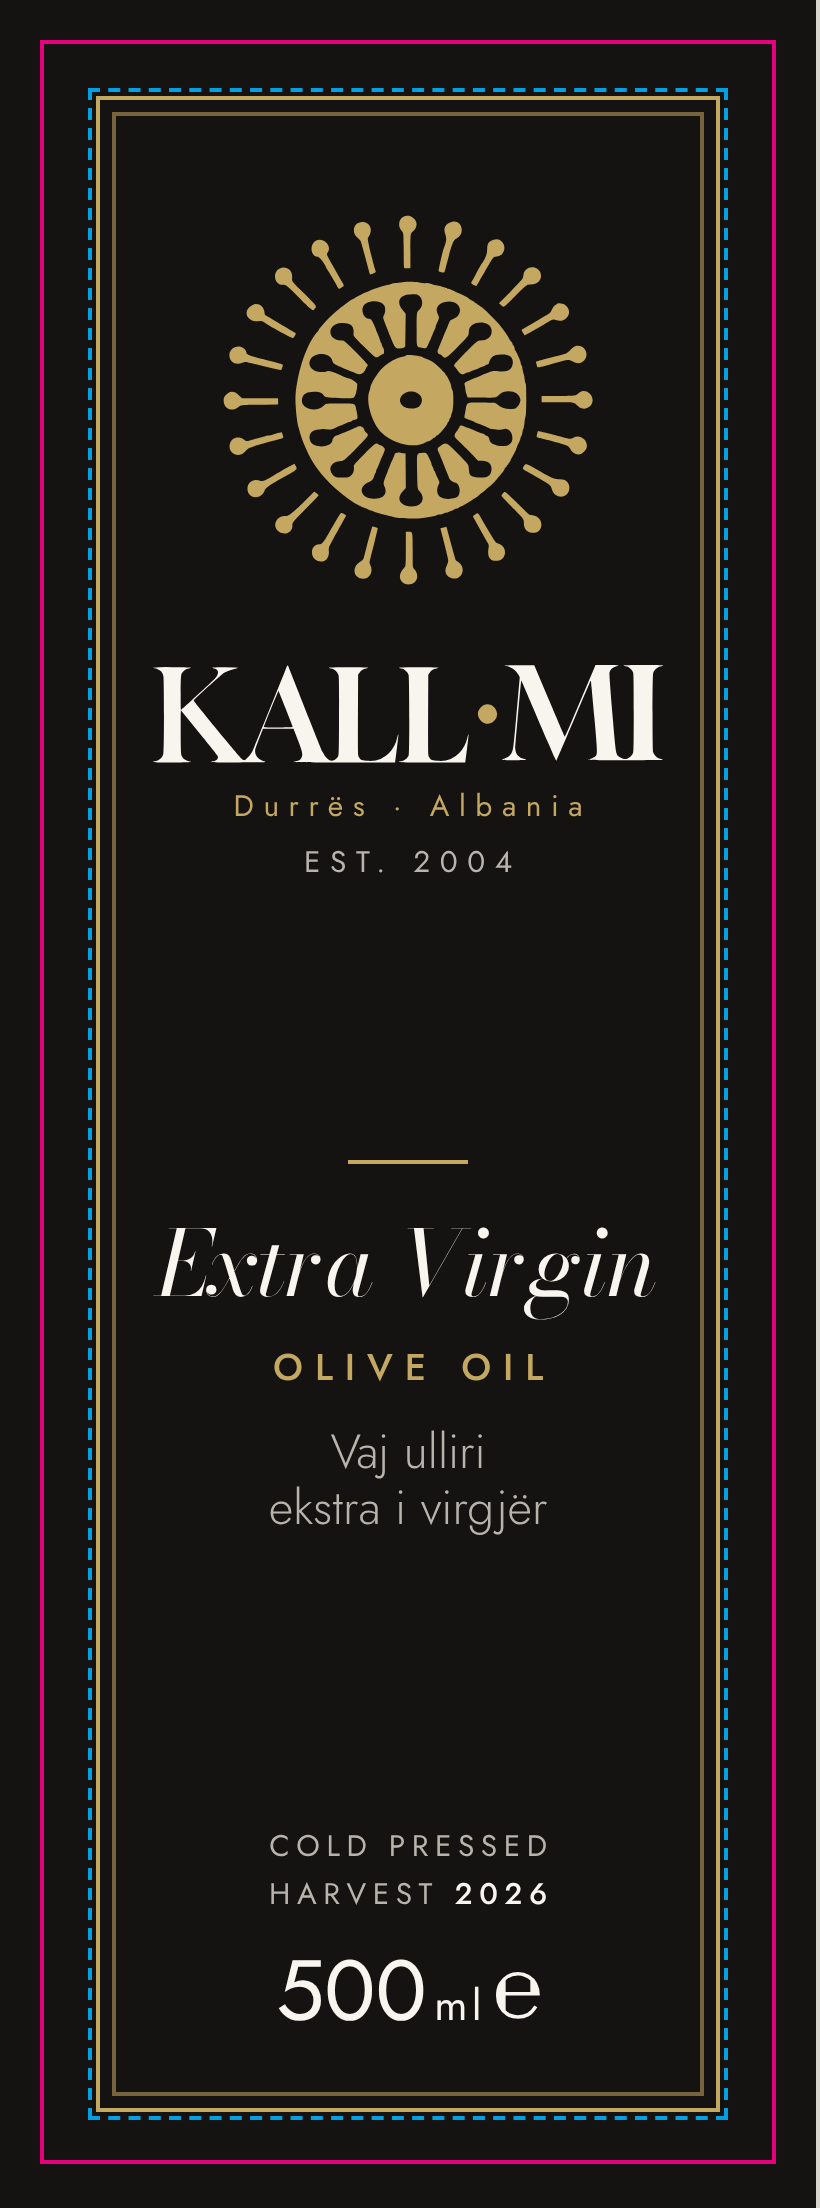 KALL·MI
Durrës · Albania
EST. 2004
Extra Virgin
OLIVE OIL
Vaj ulliri
ekstra i virgjër
COLD PRESSED
HARVEST 2026
500 ml ℮